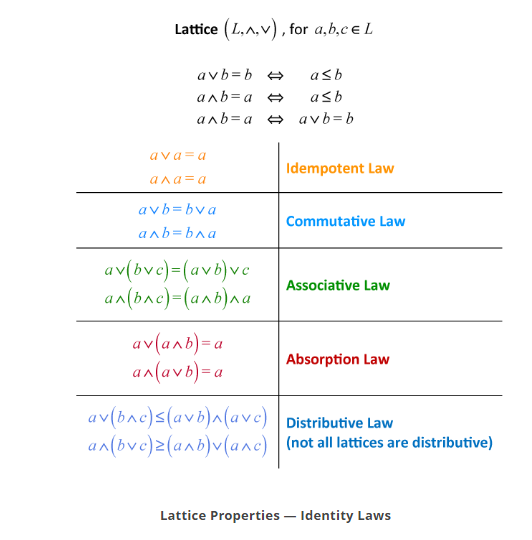 Lattice (L,∧,∨), for a,b,c ∈ L
a∨b=b ⇔ a≤b
a∧b=a ⇔ a≤b
a∧b=a ⇔ a∨b=b
a∨a=a
a∧a=a
Idempotent Law
a∨b=b∨a
a∧b=b∧a
Commutative Law
a∨(b∨c)=(a∨b)∨c
a∧(b∧c)=(a∧b)∧a
Associative Law
a∨(a∧b)=a
a∧(a∨b)=a
Absorption Law
a∨(b∧c)≤(a∨b)∧(a∨c)
a∧(b∨c)≥(a∧b)∨(a∧c)
Distributive Law
(not all lattices are distributive)
Lattice Properties — Identity Laws